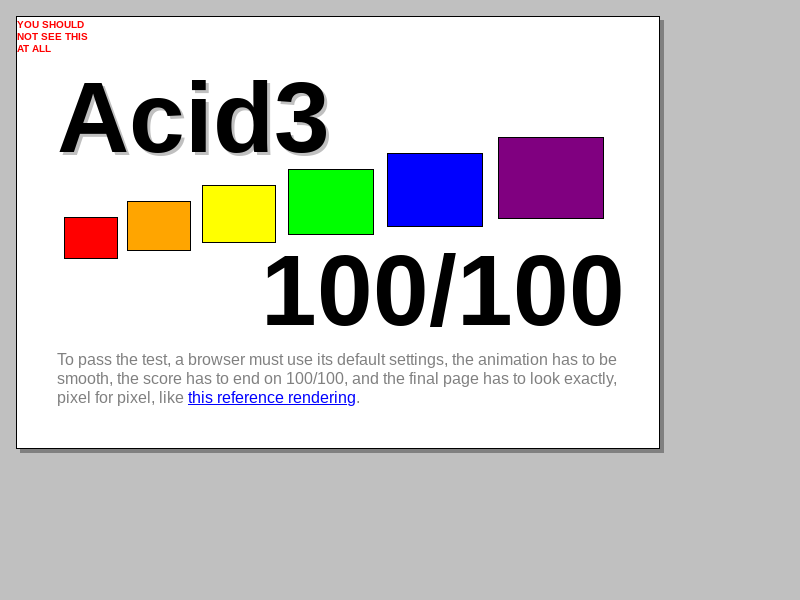 YOU SHOULD
NOT SEE THIS
AT ALL
Acid3
100/100
To pass the test, a browser must use its default settings, the animation has to be
smooth, the score has to end on 100/100, and the final page has to look exactly,
pixel for pixel, like this reference rendering.